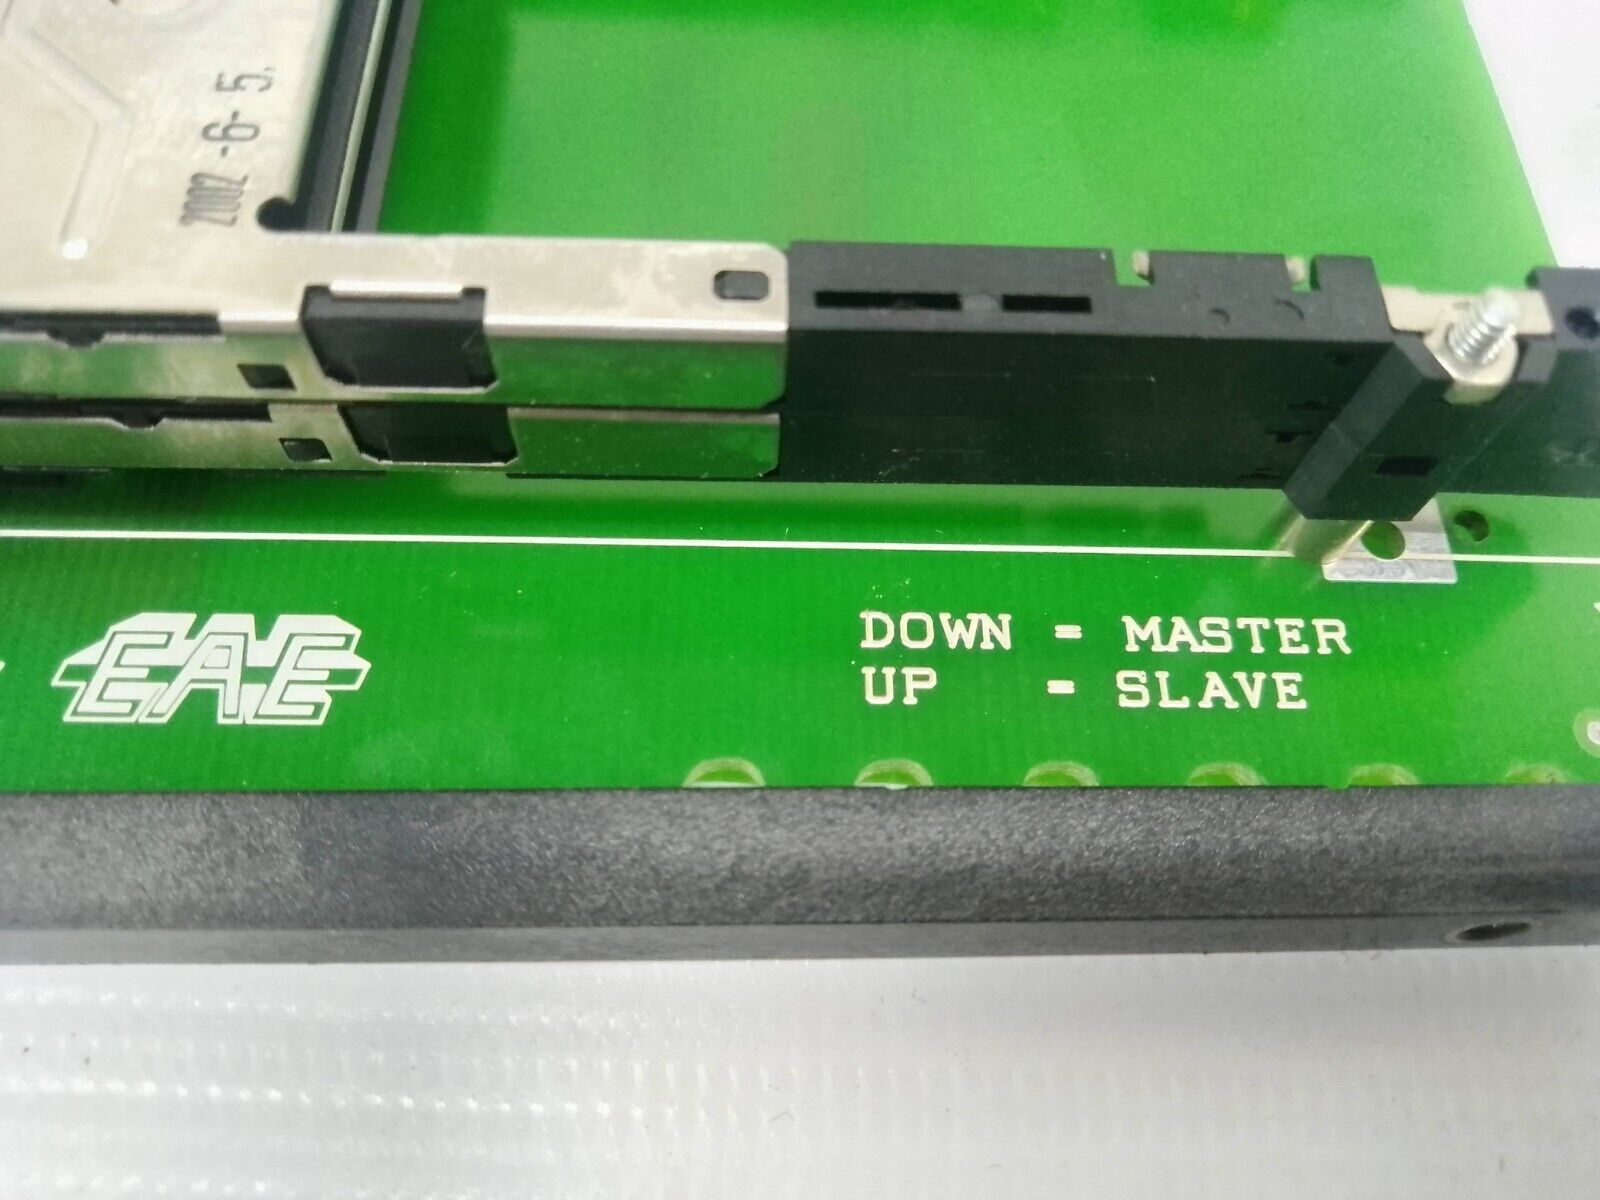 2002 -6- 5.
EAE
DOWN = MASTER
UP = SLAVE